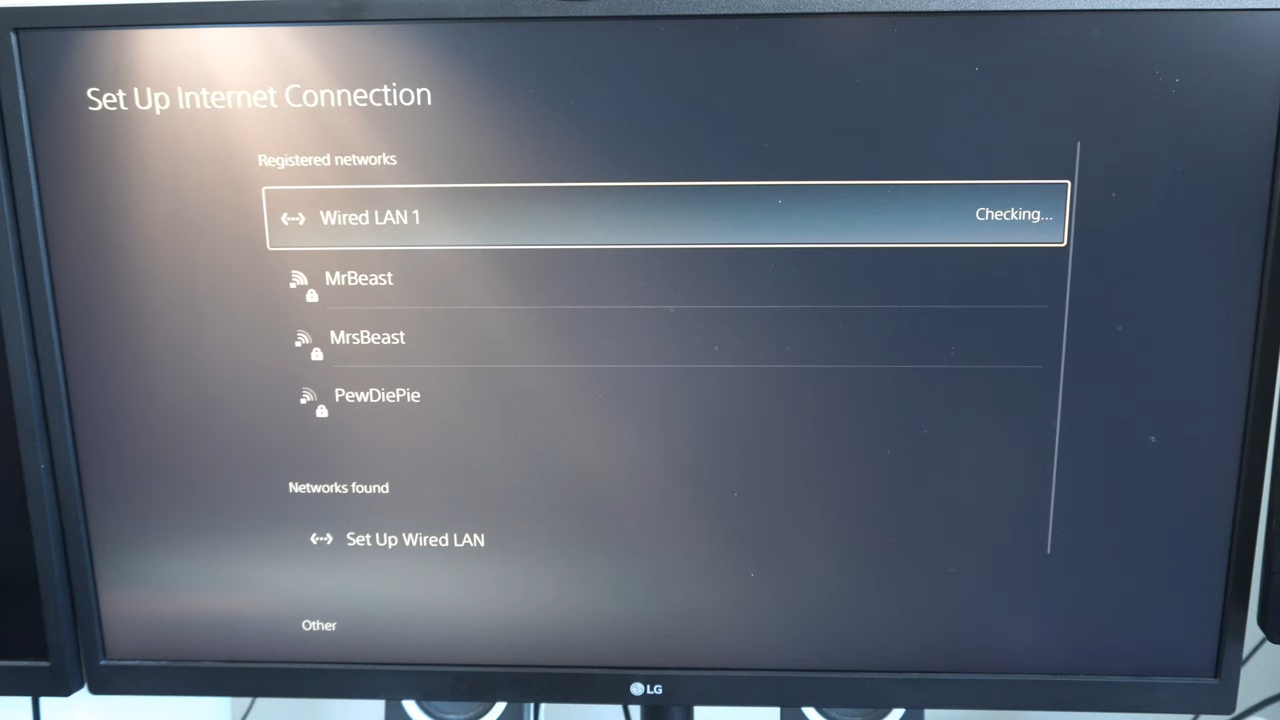 Set Up Internet Connection
Registered networks
Wired LAN 1 Checking...
MrBeast
MrsBeast
PewDiePie
Networks found
Set Up Wired LAN
Other
LG